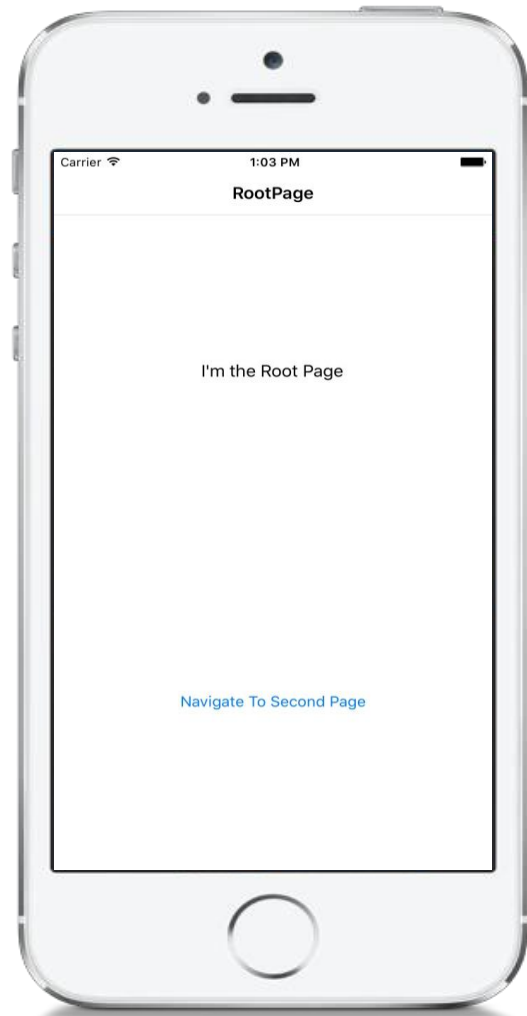 Carrier 1:03 PM
RootPage
I'm the Root Page
Navigate To Second Page